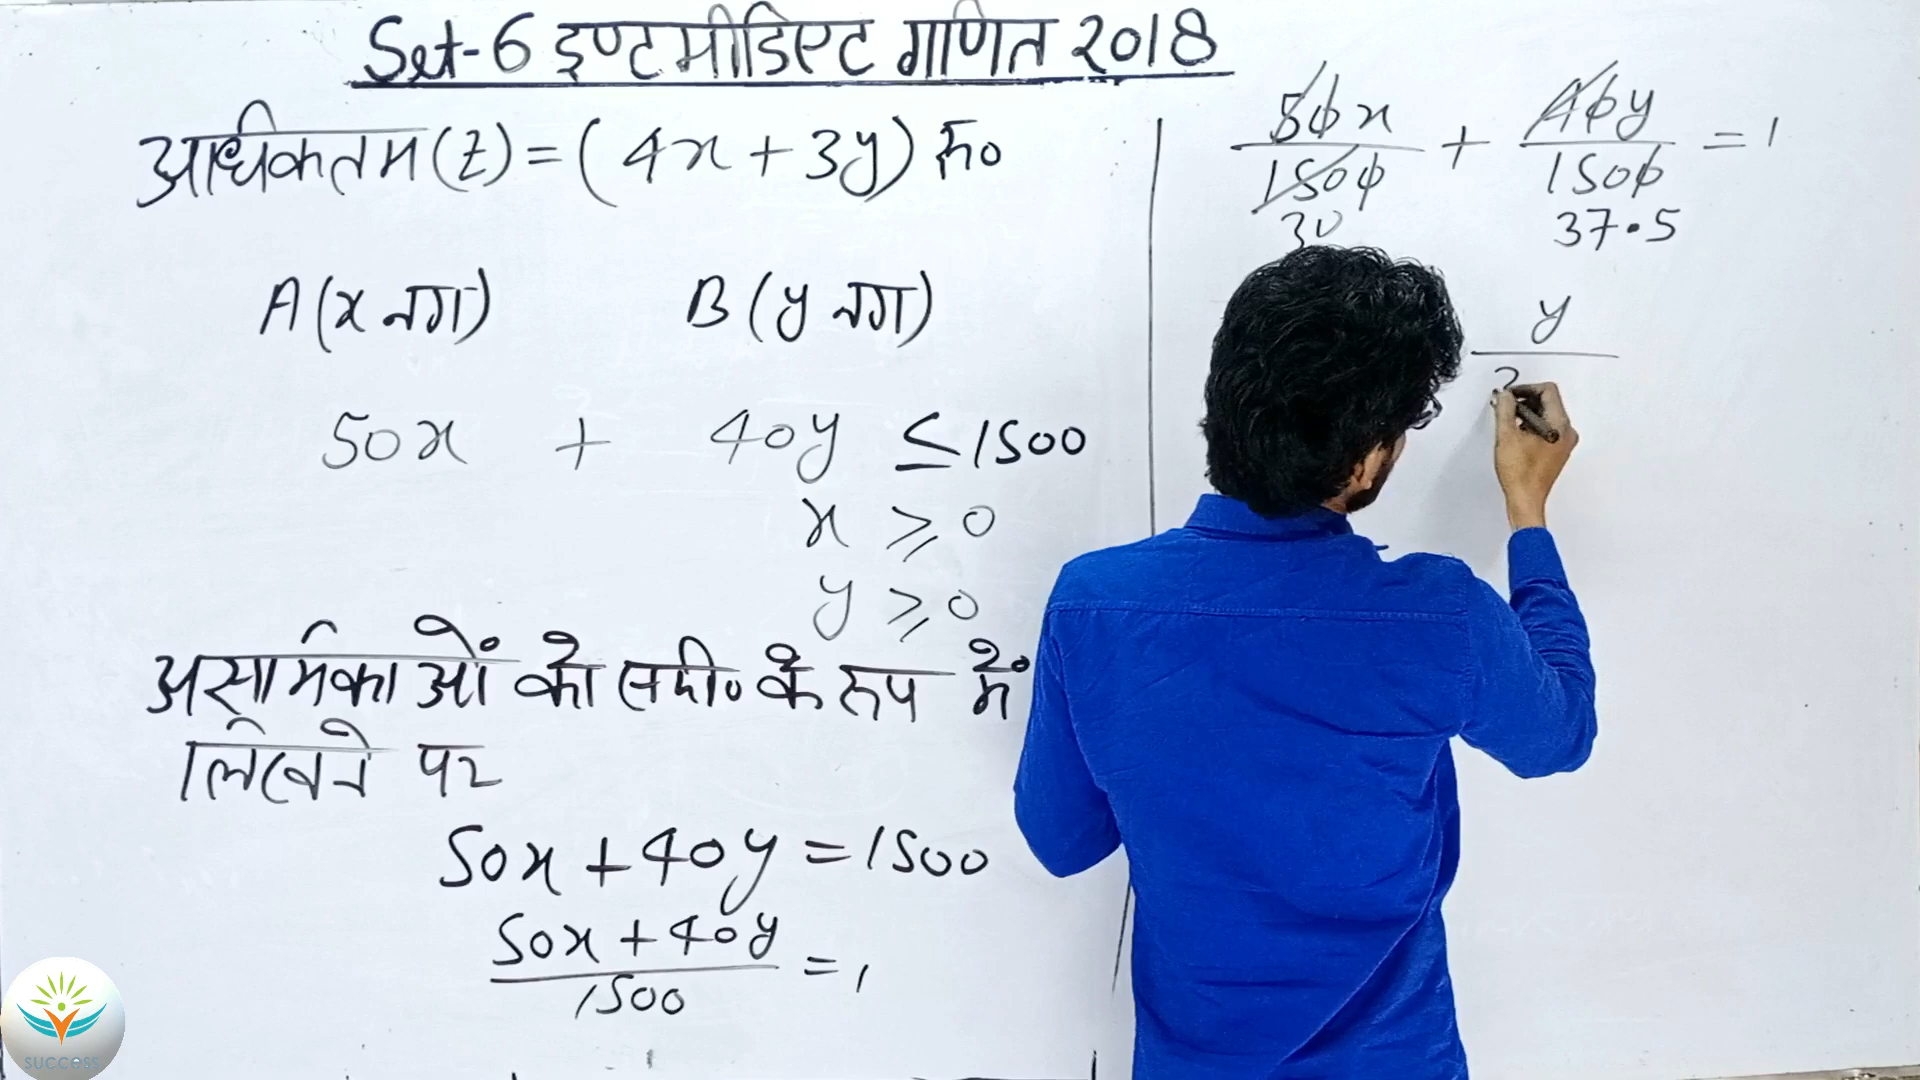 Set-6 इण्टमीडिएट गणित 2018
अधिकतम (z) = (4x + 3y) रु०
A (x नग) B (y नग)
50x + 40y ≤ 1500
x ≥ 0
y ≥ 0
असमिकाओं को समी० के रूप में
लिखने पर
50x + 40y = 1500
50x + 40y
1500
= 1
50x + 40y = 1
1500 1500
30 37.5
y
SUCCESS